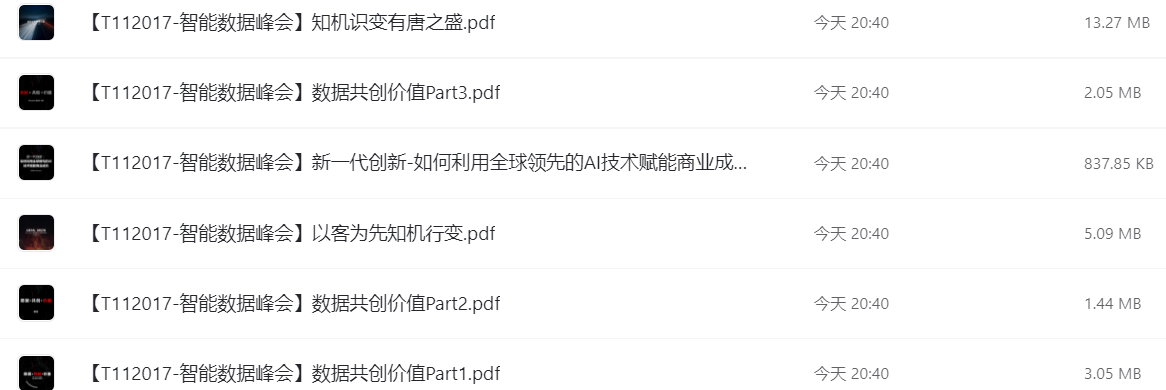 【T112017-智能数据峰会】知机识变有唐之盛.pdf 今天 20:40 13.27 MB
【T112017-智能数据峰会】数据共创价值Part3.pdf 今天 20:40 2.05 MB
【T112017-智能数据峰会】新一代创新-如何利用全球领先的AI技术赋能商业成... 今天 20:40 837.85 KB
【T112017-智能数据峰会】以客为先知机行变.pdf 今天 20:40 5.09 MB
【T112017-智能数据峰会】数据共创价值Part2.pdf 今天 20:40 1.44 MB
【T112017-智能数据峰会】数据共创价值Part1.pdf 今天 20:40 3.05 MB